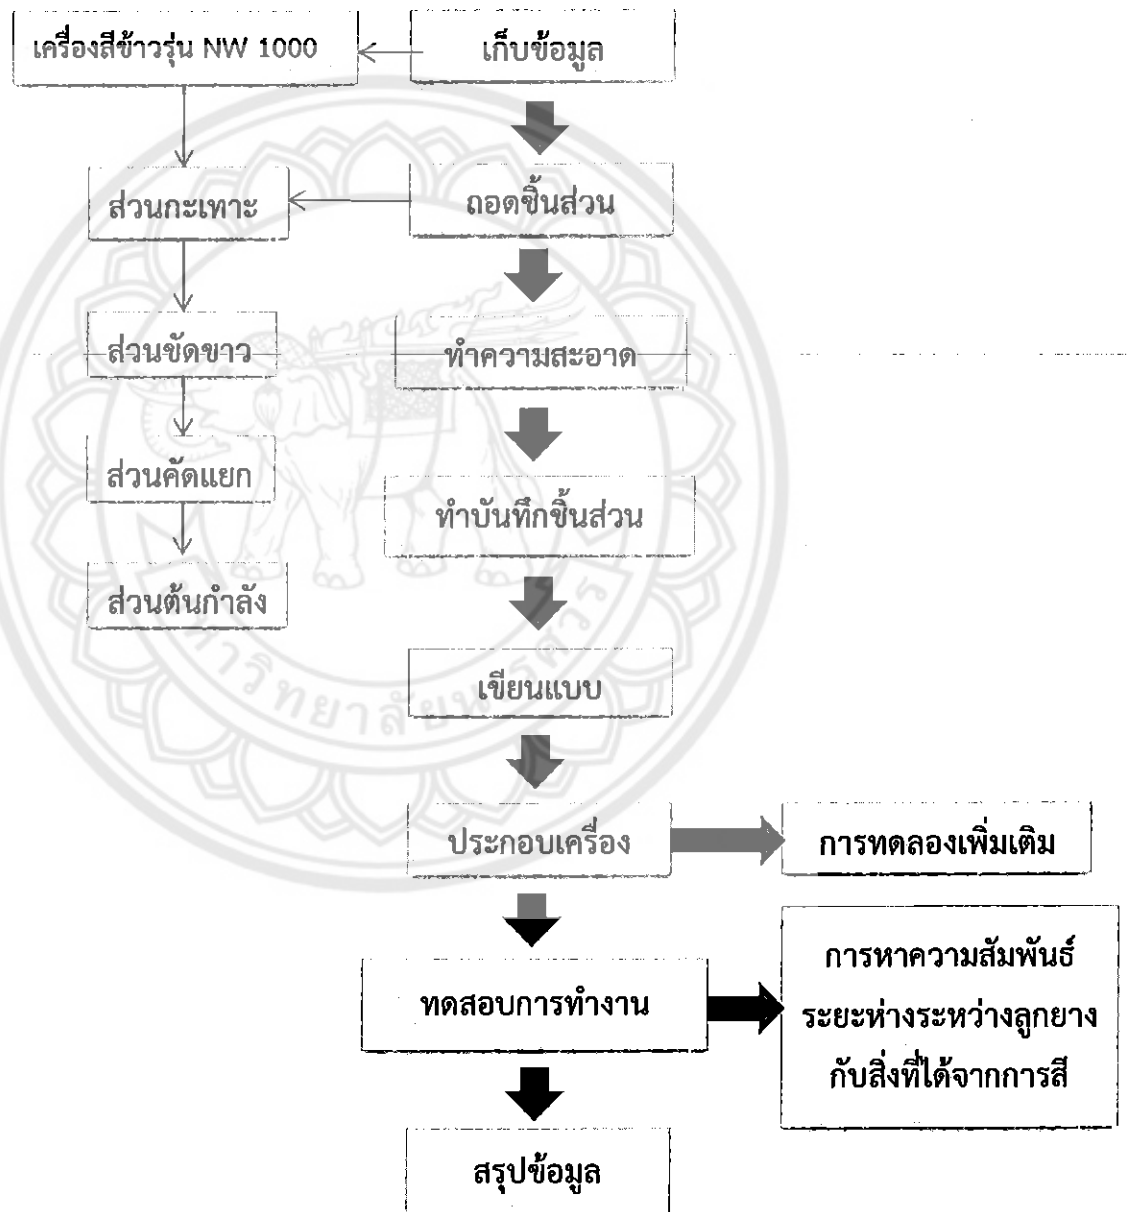 เครื่องสีข้าวรุ่น NW 1000
เก็บข้อมูล
ส่วนกะเทาะ
ถอดชิ้นส่วน
ส่วนขัดขาว
ทำความสะอาด
ส่วนคัดแยก
ทำบันทึกชิ้นส่วน
ส่วนต้นกำลัง
เขียนแบบ
ประกอบเครื่อง
การทดลองเพิ่มเติม
ทดสอบการทำงาน
การหาความสัมพันธ์
ระยะห่างระหว่างลูกยาง
กับสิ่งที่ได้จากการสี
สรุปข้อมูล